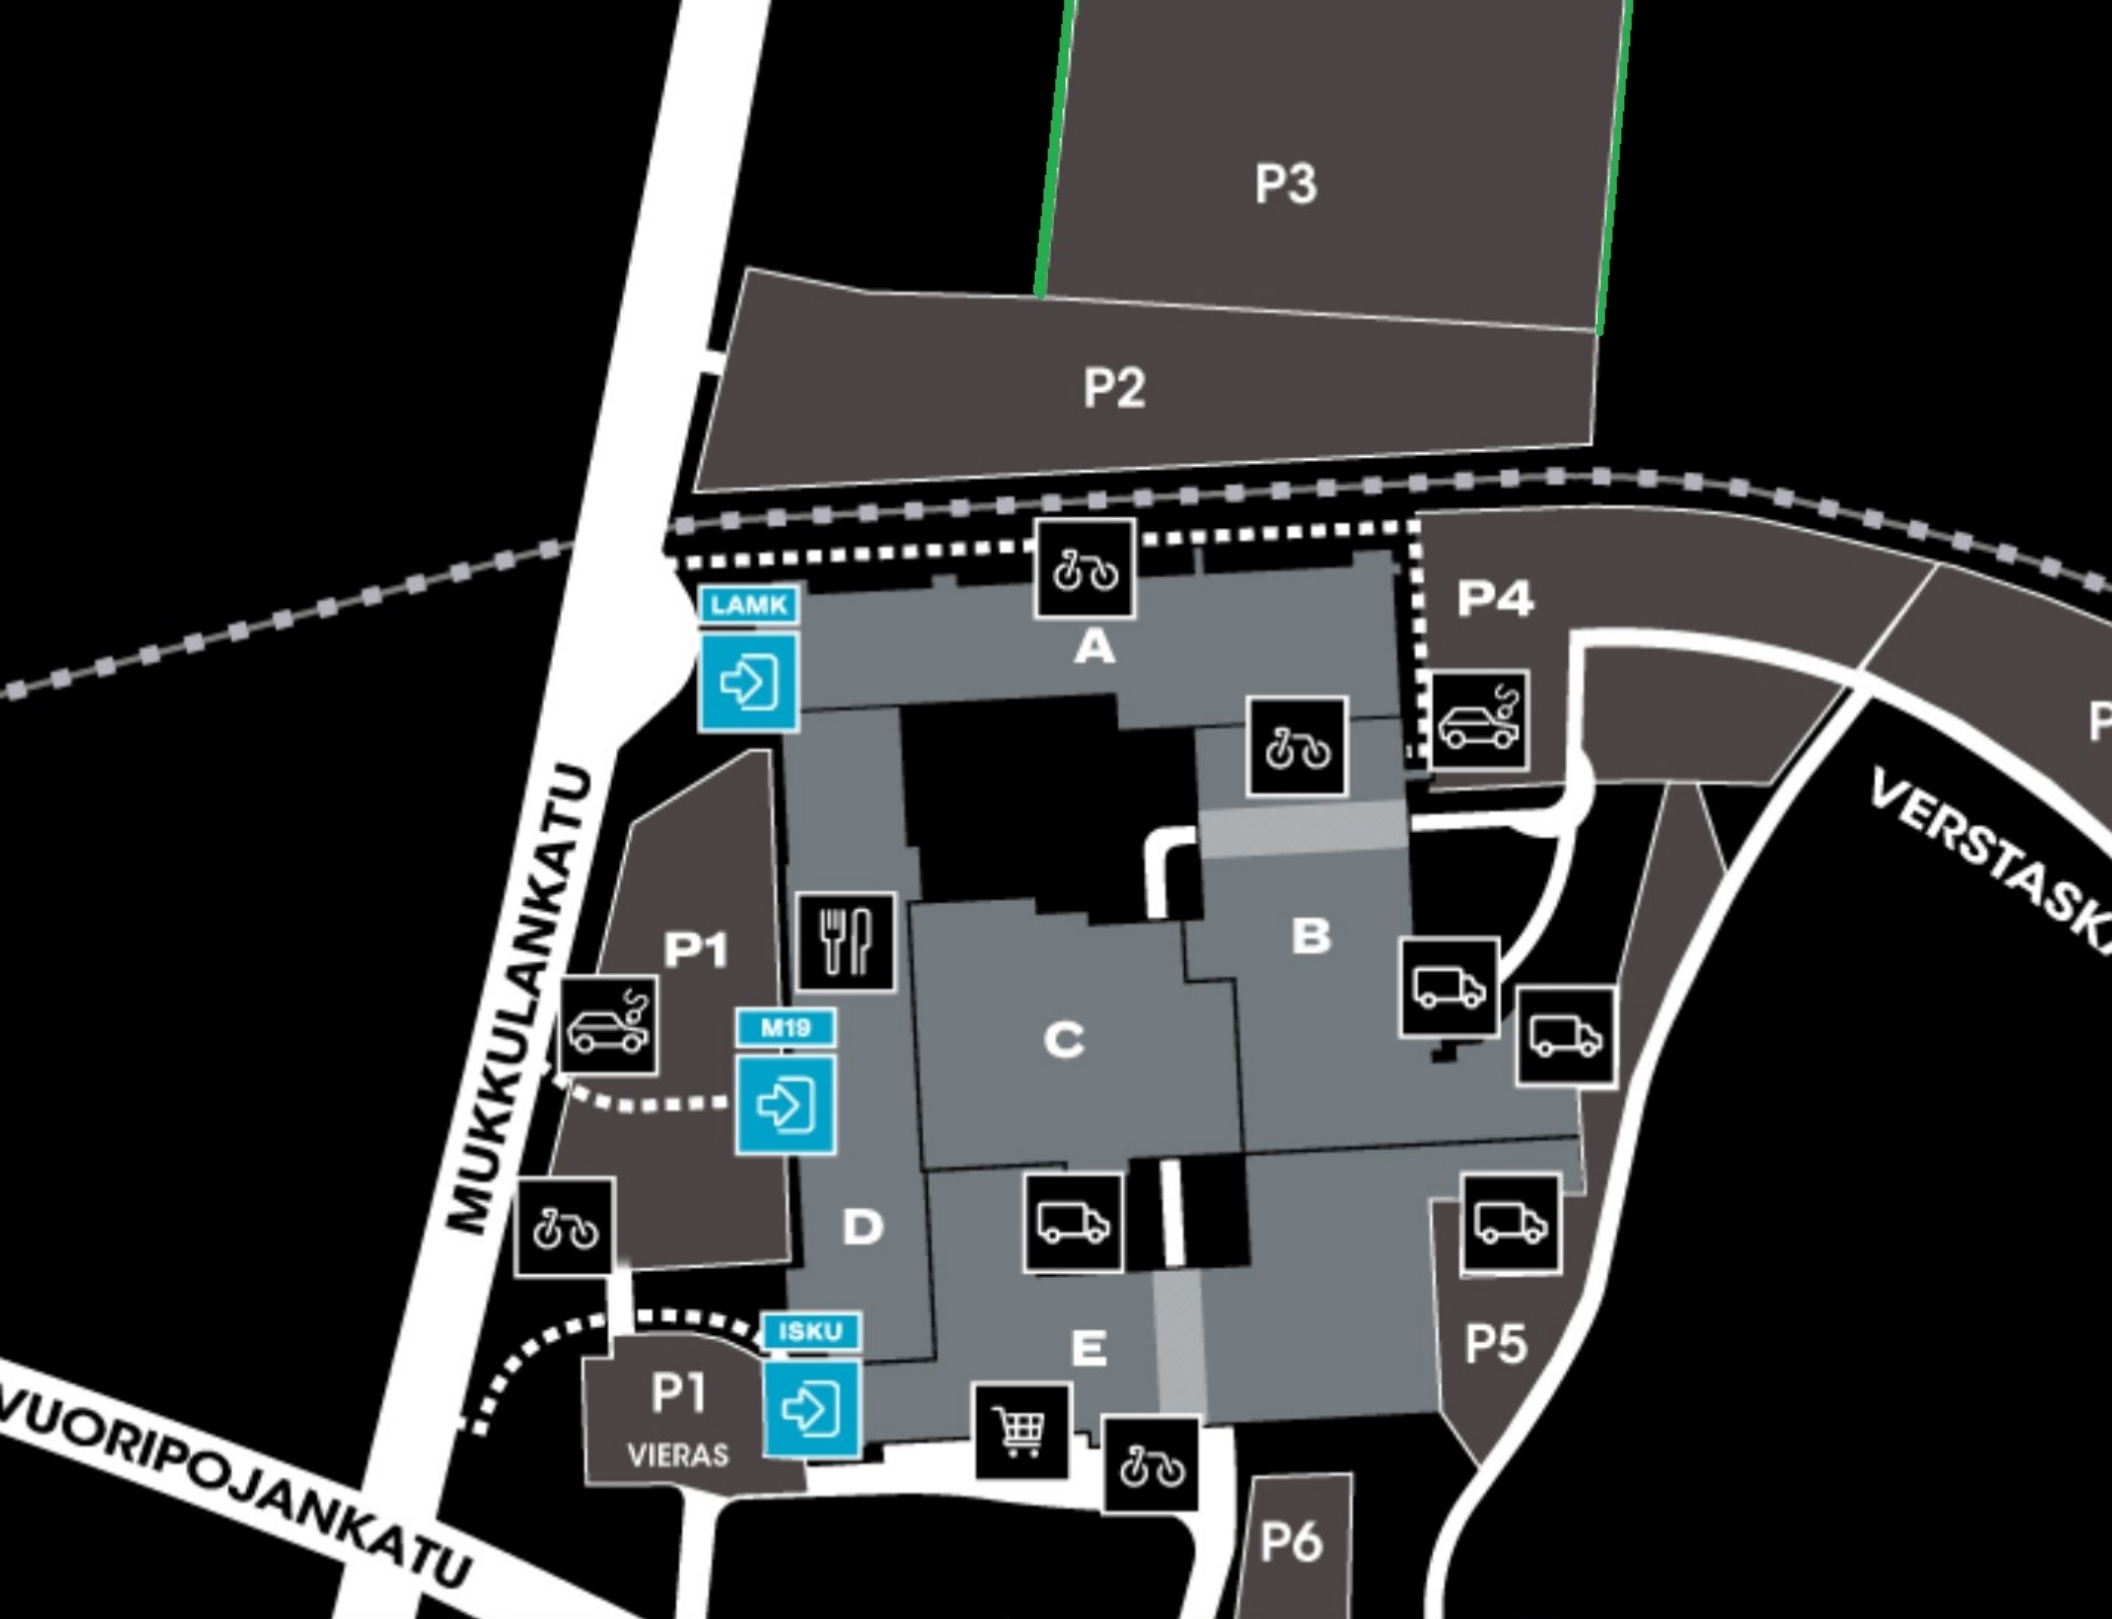 P3
P2
LAMK
A
P4
P
MUKKULANKATU
VERSTASK
P1
B
M19
C
D
ISKU
E
P5
P1
VIERAS
VUORIPOJANKATU
P6